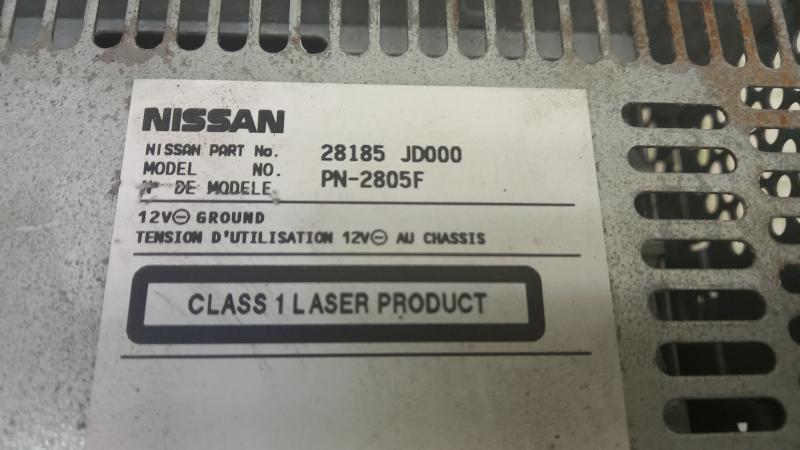 NISSAN
NISSAN PART No. 28185 JD000
MODEL NO. PN-2805F
N° DE MODELE
12V⊖ GROUND
TENSION D'UTILISATION 12V⊖ AU CHASSIS
CLASS 1 LASER PRODUCT